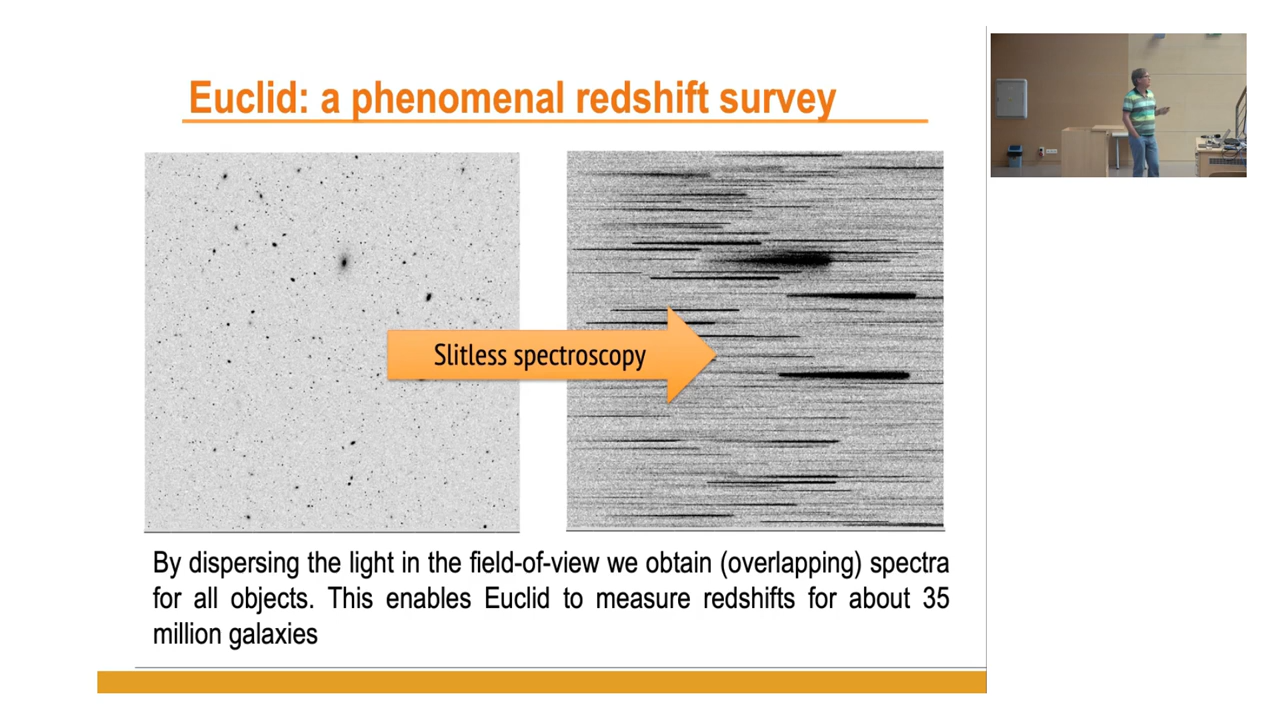 Euclid: a phenomenal redshift survey
Slitless spectroscopy
By dispersing the light in the field-of-view we obtain (overlapping) spectra
for all objects. This enables Euclid to measure redshifts for about 35
million galaxies